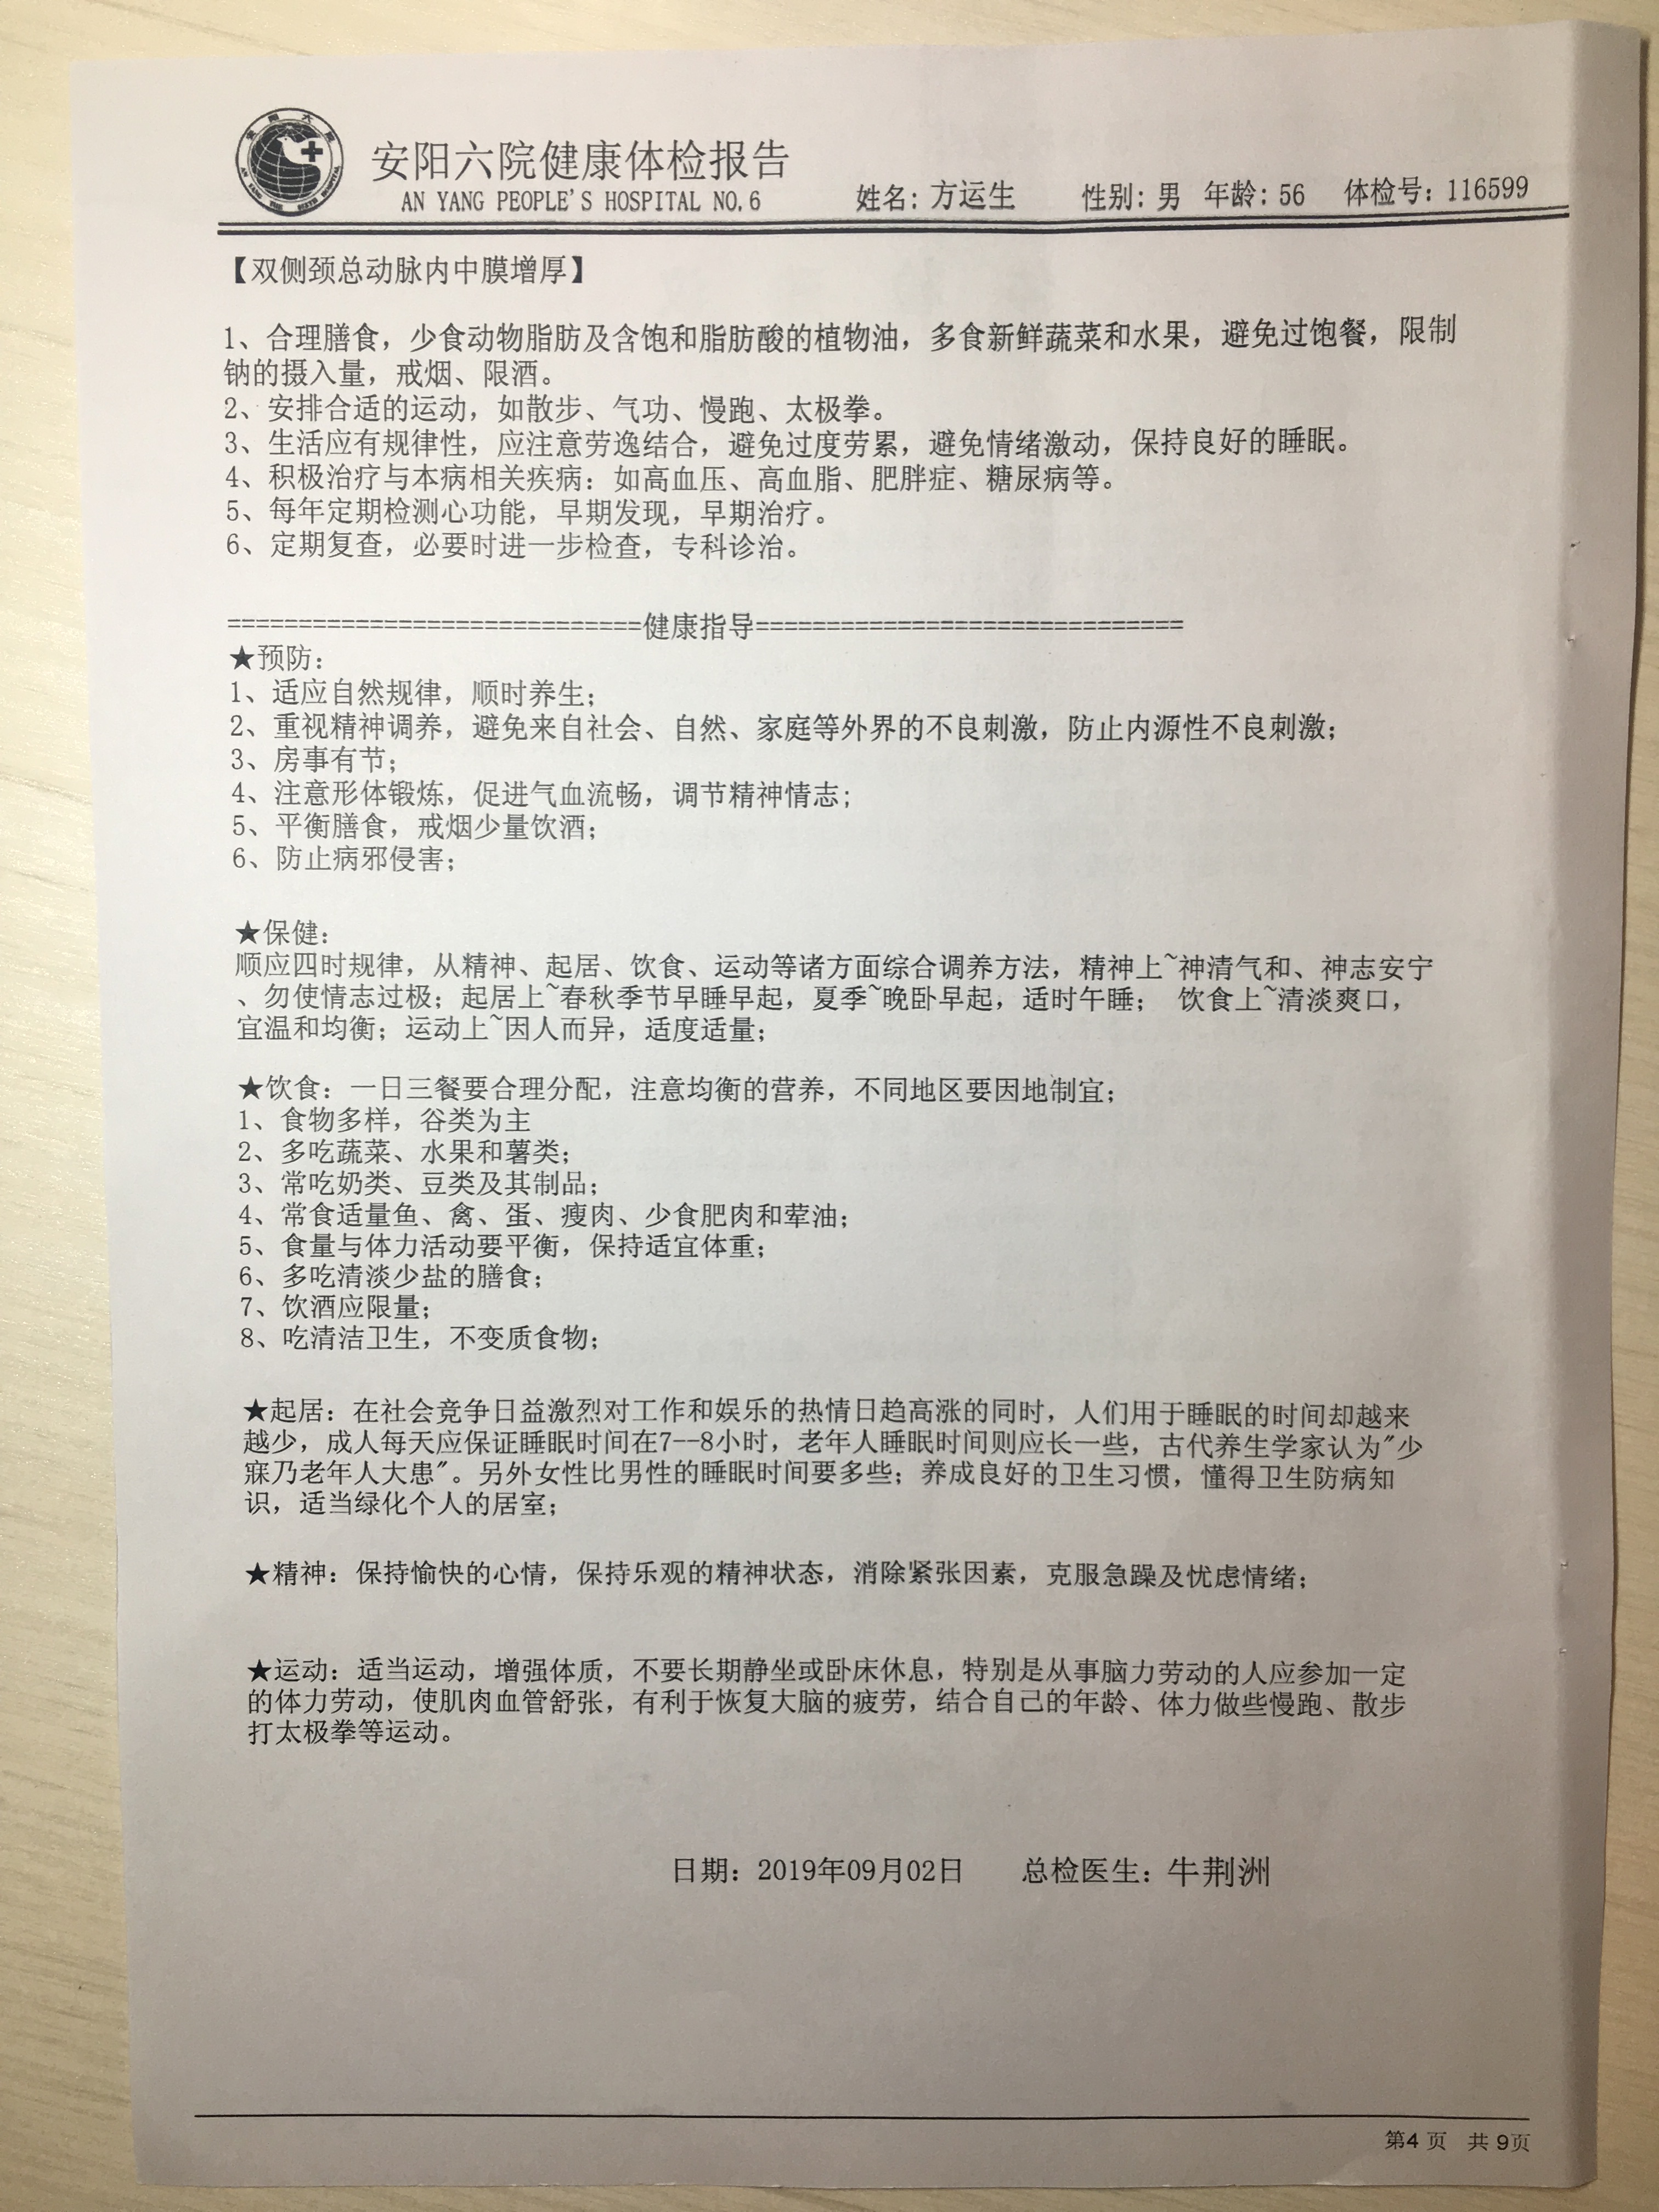 安阳六院健康体检报告
AN YANG PEOPLE'S HOSPITAL NO.6
姓名: 方运生 性别: 男 年龄: 56 体检号: 116599
【双侧颈总动脉内中膜增厚】
1、合理膳食，少食动物脂肪及含饱和脂肪酸的植物油，多食新鲜蔬菜和水果，避免过饱餐，限制
钠的摄入量，戒烟、限酒。
2、安排合适的运动，如散步、气功、慢跑、太极拳。
3、生活应有规律性，应注意劳逸结合，避免过度劳累，避免情绪激动，保持良好的睡眠。
4、积极治疗与本病相关疾病：如高血压、高血脂、肥胖症、糖尿病等。
5、每年定期检测心功能，早期发现，早期治疗。
6、定期复查，必要时进一步检查，专科诊治。
=============================健康指导==============================
★预防：
1、适应自然规律，顺时养生；
2、重视精神调养，避免来自社会、自然、家庭等外界的不良刺激，防止内源性不良刺激；
3、房事有节；
4、注意形体锻炼，促进气血流畅，调节精神情志；
5、平衡膳食，戒烟少量饮酒；
6、防止病邪侵害；
★保健：
顺应四时规律，从精神、起居、饮食、运动等诸方面综合调养方法，精神上~神清气和、神志安宁
、勿使情志过极；起居上~春秋季节早睡早起，夏季~晚卧早起，适时午睡； 饮食上~清淡爽口，
宜温和均衡；运动上~因人而异，适度适量；
★饮食：一日三餐要合理分配，注意均衡的营养，不同地区要因地制宜；
1、食物多样，谷类为主
2、多吃蔬菜、水果和薯类；
3、常吃奶类、豆类及其制品；
4、常食适量鱼、禽、蛋、瘦肉、少食肥肉和荤油；
5、食量与体力活动要平衡，保持适宜体重；
6、多吃清淡少盐的膳食；
7、饮酒应限量；
8、吃清洁卫生，不变质食物；
★起居：在社会竞争日益激烈对工作和娱乐的热情日趋高涨的同时，人们用于睡眠的时间却越来
越少，成人每天应保证睡眠时间在7--8小时，老年人睡眠时间则应长一些，古代养生学家认为"少
寐乃老年人大患"。另外女性比男性的睡眠时间要多些；养成良好的卫生习惯，懂得卫生防病知
识，适当绿化个人的居室；
★精神：保持愉快的心情，保持乐观的精神状态，消除紧张因素，克服急躁及忧虑情绪；
★运动：适当运动，增强体质，不要长期静坐或卧床休息，特别是从事脑力劳动的人应参加一定
的体力劳动，使肌肉血管舒张，有利于恢复大脑的疲劳，结合自己的年龄、体力做些慢跑、散步
打太极拳等运动。
日期：2019年09月02日 总检医生：牛荆洲
第4 页 共 9页